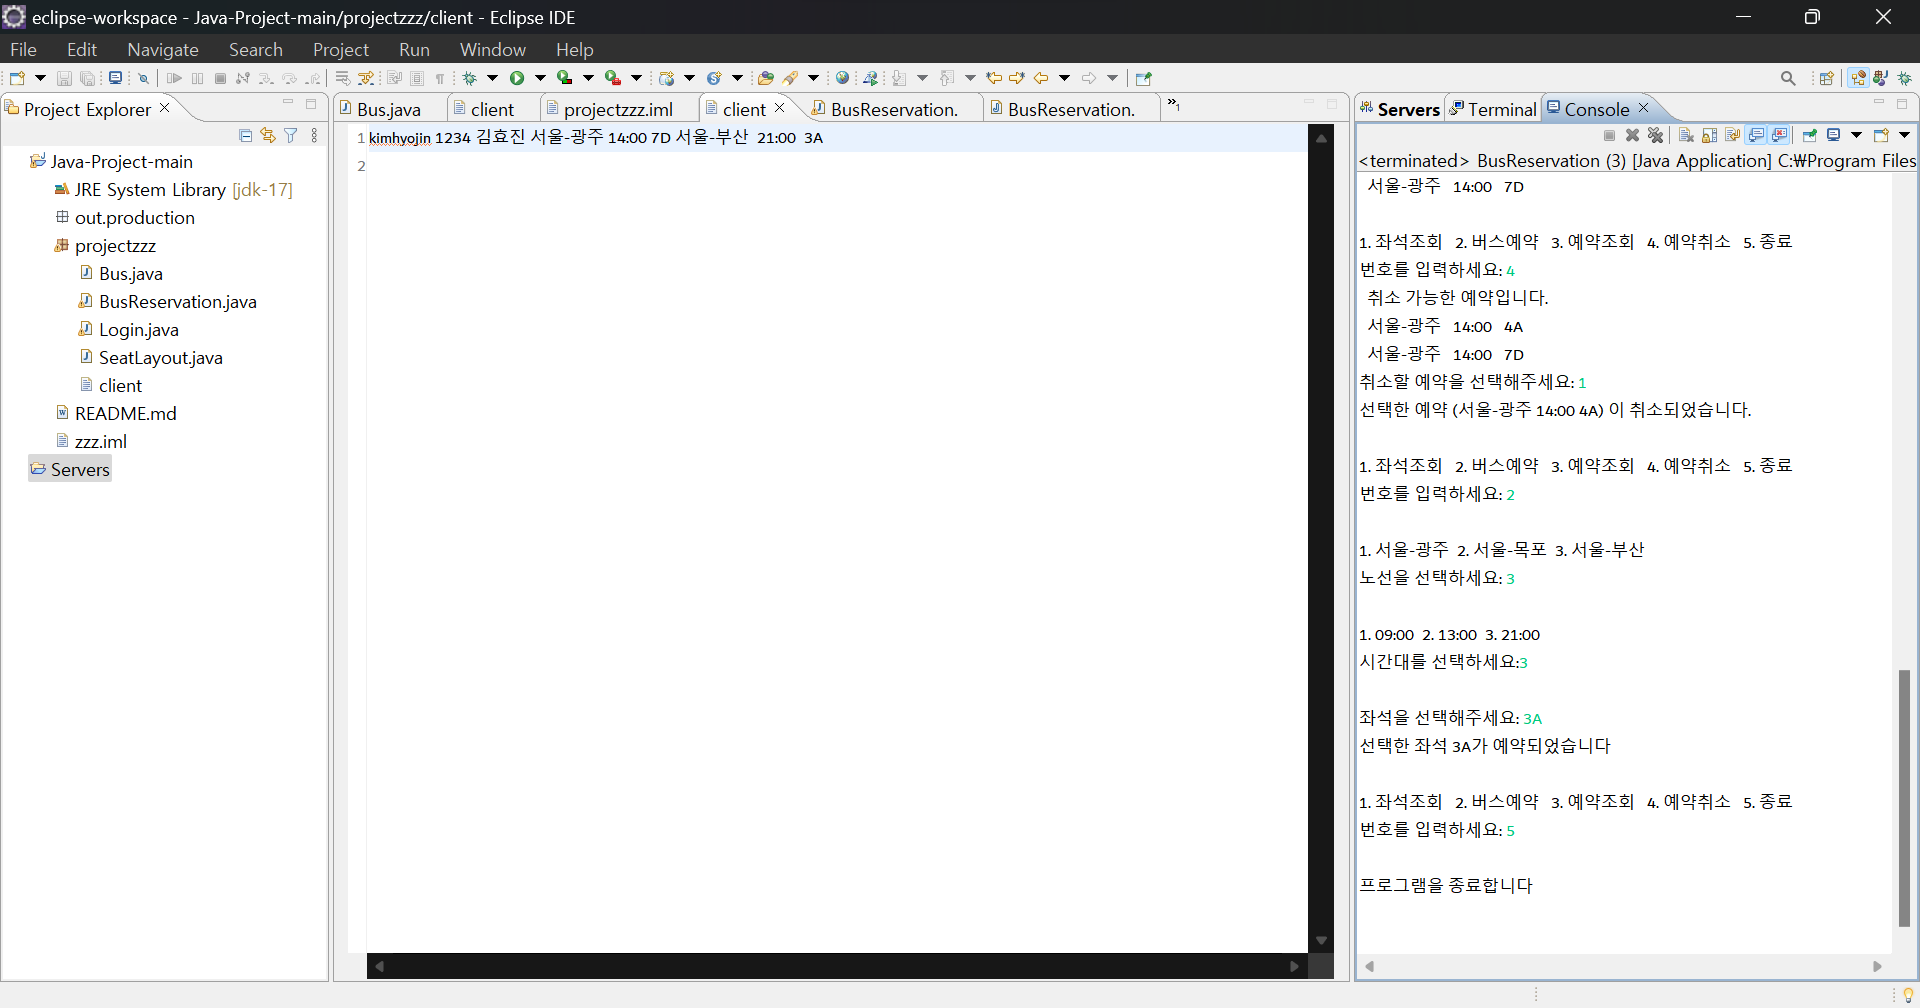 eclipse-workspace - Java-Project-main/projectzzz/client - Eclipse IDE
File Edit Navigate Search Project Run Window Help
Project Explorer
Java-Project-main
JRE System Library [jdk-17]
out.production
projectzzz
Bus.java
BusReservation.java
Login.java
SeatLayout.java
client
README.md
zzz.iml
Servers
Bus.java client projectzzz.iml client BusReservation. BusReservation. »1
1 kimhyojin 1234 김효진 서울-광주 14:00 7D 서울-부산 21:00 3A
2
Servers Terminal Console
<terminated> BusReservation (3) [Java Application] C:₩Program Files
서울-광주 14:00 7D
1. 좌석조회 2. 버스예약 3. 예약조회 4. 예약취소 5. 종료
번호를 입력하세요: 4
취소 가능한 예약입니다.
서울-광주 14:00 4A
서울-광주 14:00 7D
취소할 예약을 선택해주세요: 1
선택한 예약 (서울-광주 14:00 4A) 이 취소되었습니다.
1. 좌석조회 2. 버스예약 3. 예약조회 4. 예약취소 5. 종료
번호를 입력하세요: 2
1. 서울-광주 2. 서울-목포 3. 서울-부산
노선을 선택하세요: 3
1. 09:00 2. 13:00 3. 21:00
시간대를 선택하세요:3
좌석을 선택해주세요: 3A
선택한 좌석 3A가 예약되었습니다
1. 좌석조회 2. 버스예약 3. 예약조회 4. 예약취소 5. 종료
번호를 입력하세요: 5
프로그램을 종료합니다